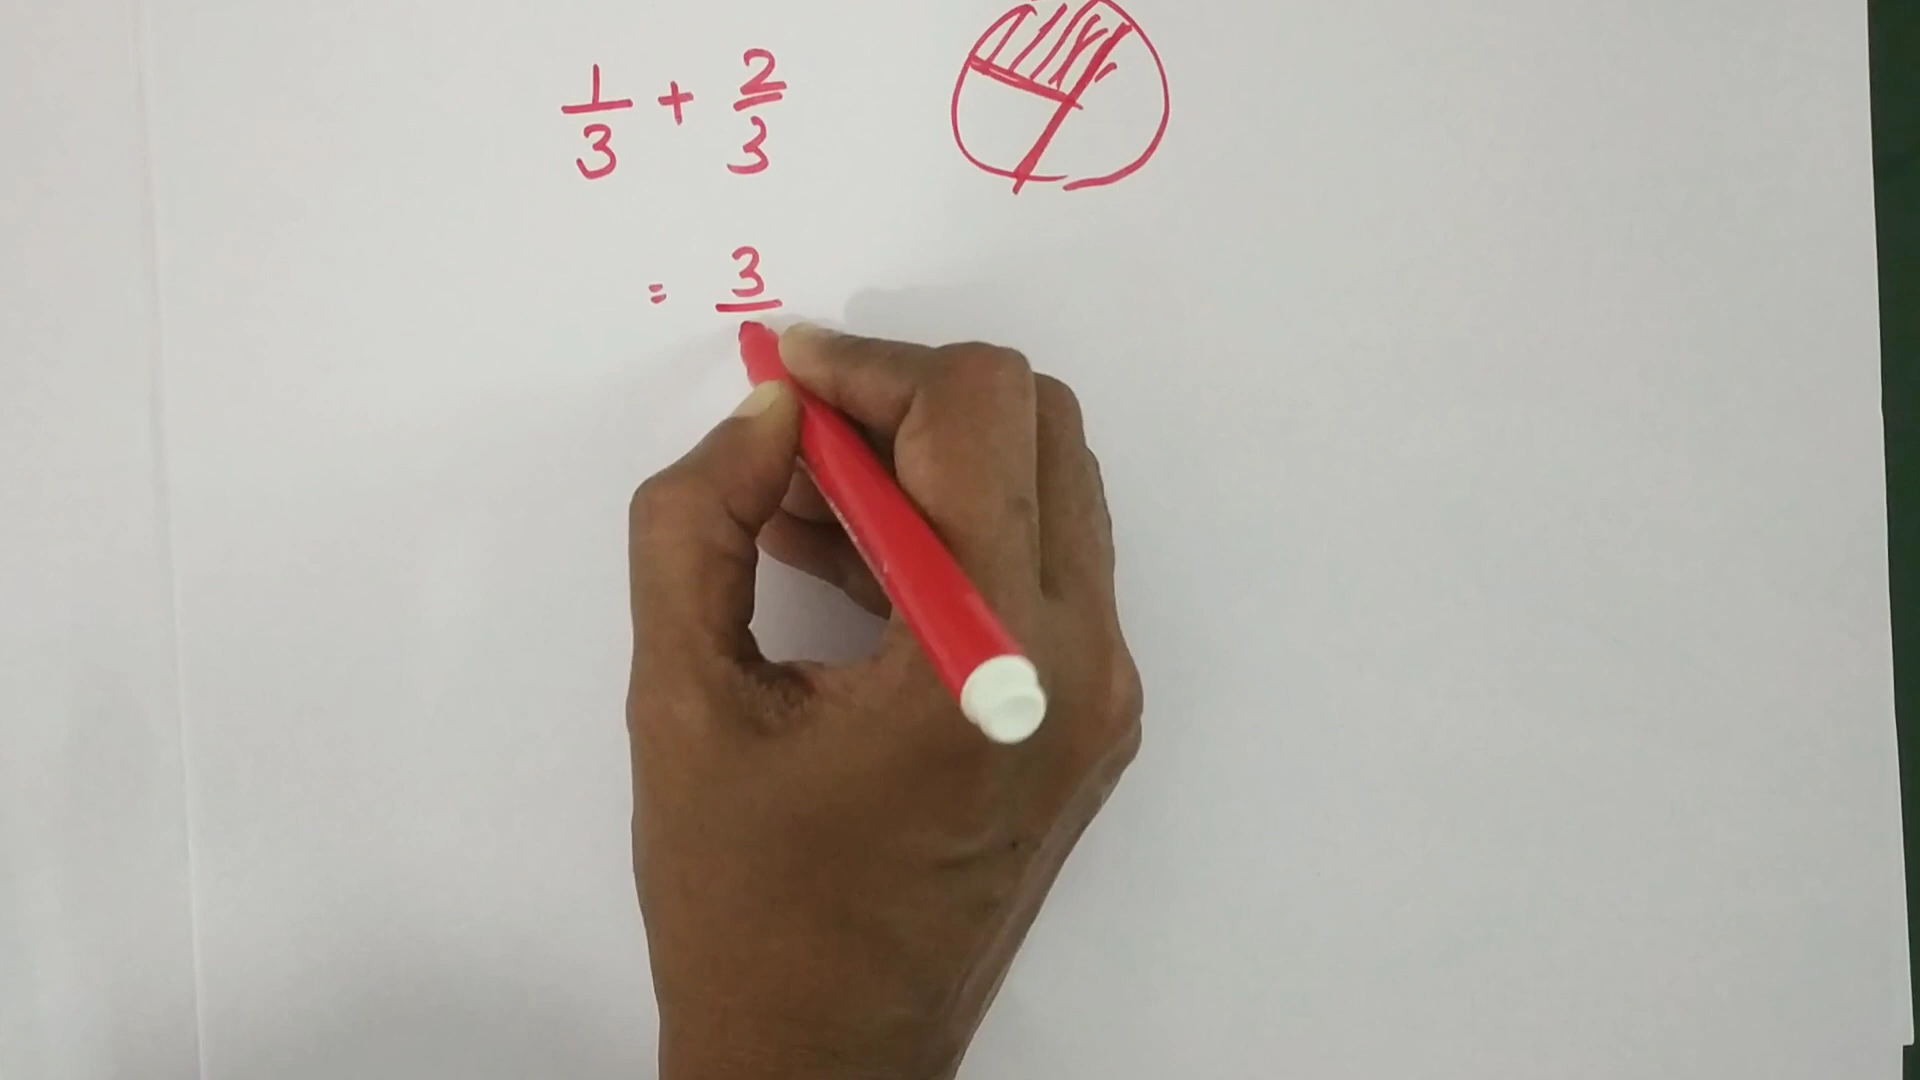 1/3 + 2/3
= 3/